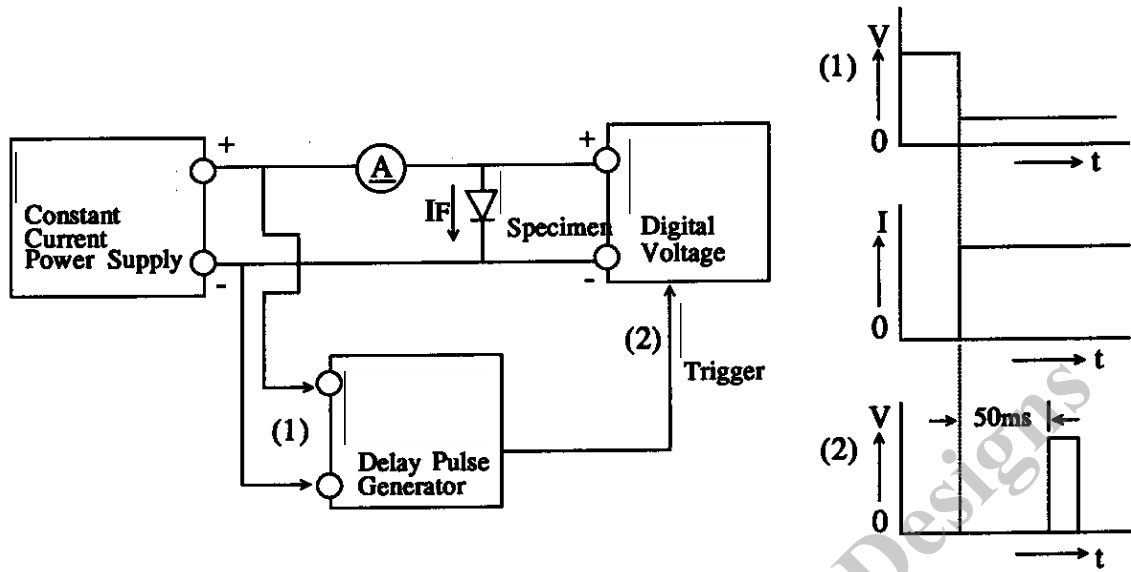 +
Constant
Current
Power Supply
-
A
IF
Specimen
+
Digital
Voltage
-
(1)
Delay Pulse
Generator
(2)
Trigger
(1)
V
0
t
I
0
t
(2)
V
50ms
0
t
Designs